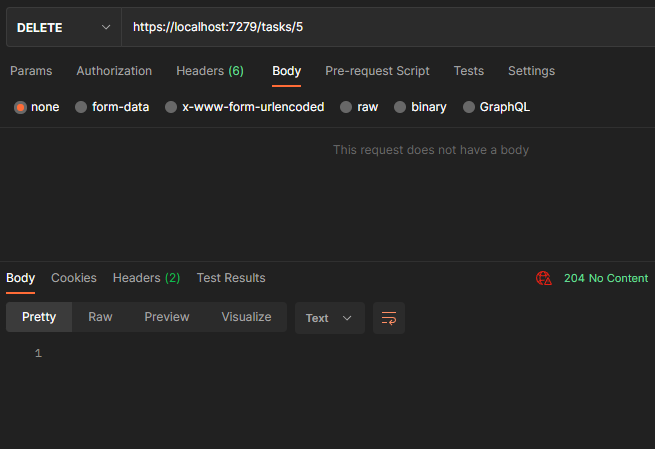 DELETE https://localhost:7279/tasks/5
Params Authorization Headers (6) Body Pre-request Script Tests Settings
none form-data x-www-form-urlencoded raw binary GraphQL
This request does not have a body
Body Cookies Headers (2) Test Results 204 No Content
Pretty Raw Preview Visualize Text
1